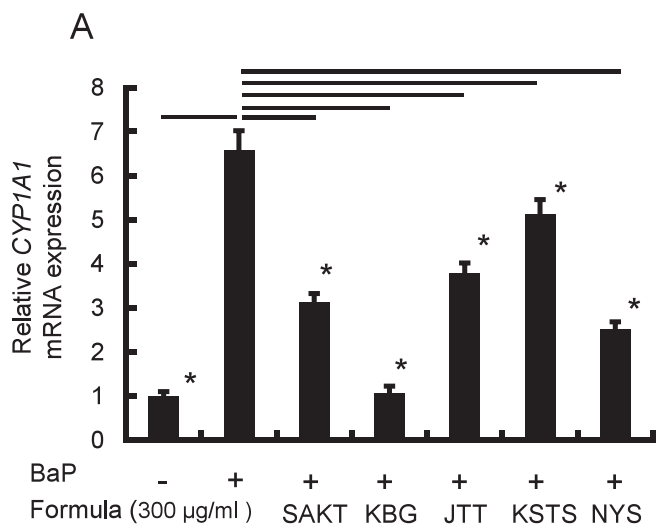 A
Relative CYP1A1
mRNA expression
8
7
6
5
4
3
2
1
0
* * * * * *
BaP - + + + + + +
Formula (300 µg/ml) SAKT KBG JTT KSTS NYS